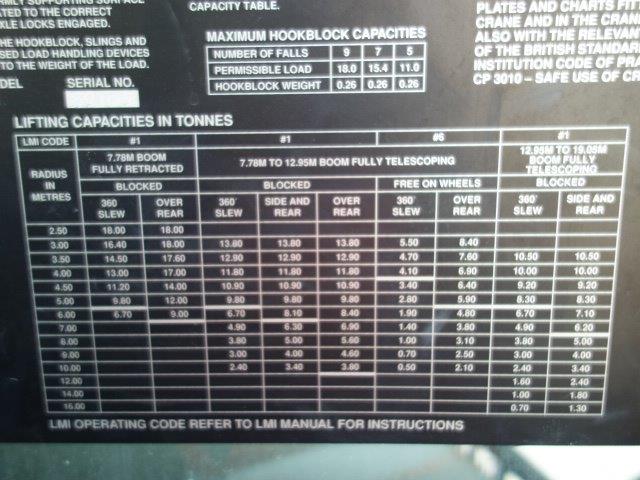 RMLY SUPPORTING SURFACE
ATED TO THE CORRECT
XLE LOCKS ENGAGED.
HE HOOKBLOCK, SLINGS AND
SED LOAD HANDLING DEVICES
TO THE WEIGHT OF THE LOAD.
DEL SERIAL NO.
CAPACITY TABLE.
MAXIMUM HOOKBLOCK CAPACITIES
NUMBER OF FALLS 9 7 5
PERMISSIBLE LOAD 18.0 15.4 11.0
HOOKBLOCK WEIGHT 0.26 0.26 0.26
PLATES AND CHARTS FIT
CRANE AND IN THE CRAN
ALSO WITH THE RELEVAN
OF THE BRITISH STANDAR
INSTITUTION CODE OF PRA
CP 3010 – SAFE USE OF CR
LIFTING CAPACITIES IN TONNES
LMI CODE #1 #1 #6 #1
RADIUS IN METRES
7.78M BOOM FULLY RETRACTED
7.78M TO 12.95M BOOM FULLY TELESCOPING
12.95M TO 19.05M BOOM FULLY TELESCOPING
BLOCKED BLOCKED FREE ON WHEELS BLOCKED
360° SLEW OVER REAR 360° SLEW SIDE AND REAR OVER REAR 360° SLEW OVER REAR 360° SLEW SIDE AND REAR
2.50 18.00 18.00
3.00 16.40 18.00 13.80 13.80 13.80 5.50 8.40
3.50 14.50 17.60 12.90 12.90 12.90 4.70 7.60 10.50 10.50
4.00 13.00 17.00 11.80 11.80 11.80 4.10 6.90 10.00 10.00
4.50 11.20 14.00 10.90 10.90 10.90 3.40 6.40 9.20 9.20
5.00 9.80 12.00 9.80 9.80 9.80 2.80 5.90 8.30 8.30
6.00 6.70 9.00 6.70 8.10 8.40 1.90 4.80 6.70 7.10
7.00 4.90 6.30 6.90 1.40 3.80 4.90 6.20
8.00 3.80 5.00 5.60 1.00 3.10 3.80 5.00
9.00 3.00 4.00 4.60 0.70 2.50 3.00 4.00
10.00 2.40 3.40 3.80 0.50 2.10 2.40 3.40
12.00 1.60 2.40
14.00 1.00 1.80
16.00 0.70 1.30
LMI OPERATING CODE REFER TO LMI MANUAL FOR INSTRUCTIONS